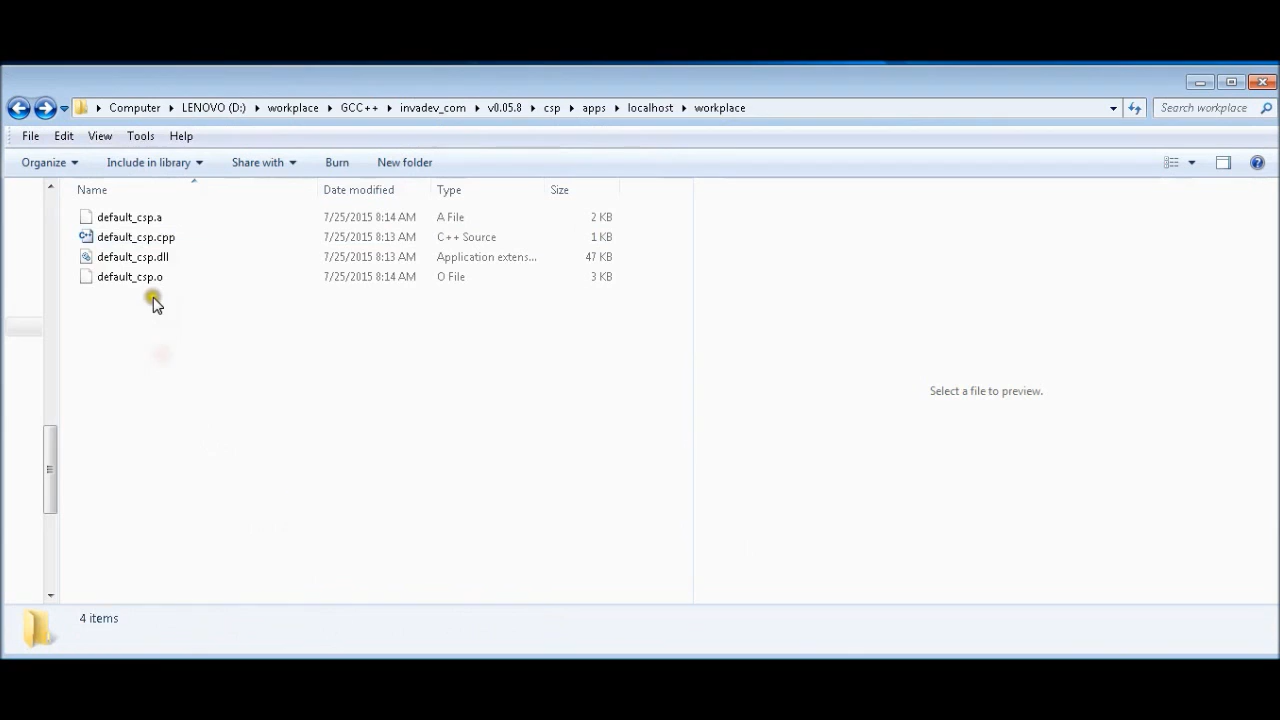 Computer LENOVO (D:) workplace GCC++ invadev_com v0.05.8 csp apps localhost workplace Search workplace
File Edit View Tools Help
Organize Include in library Share with Burn New folder
Name Date modified Type Size
default_csp.a 7/25/2015 8:14 AM A File 2 KB
default_csp.cpp 7/25/2015 8:13 AM C++ Source 1 KB
default_csp.dll 7/25/2015 8:13 AM Application extens... 47 KB
default_csp.o 7/25/2015 8:14 AM O File 3 KB
Select a file to preview.
4 items